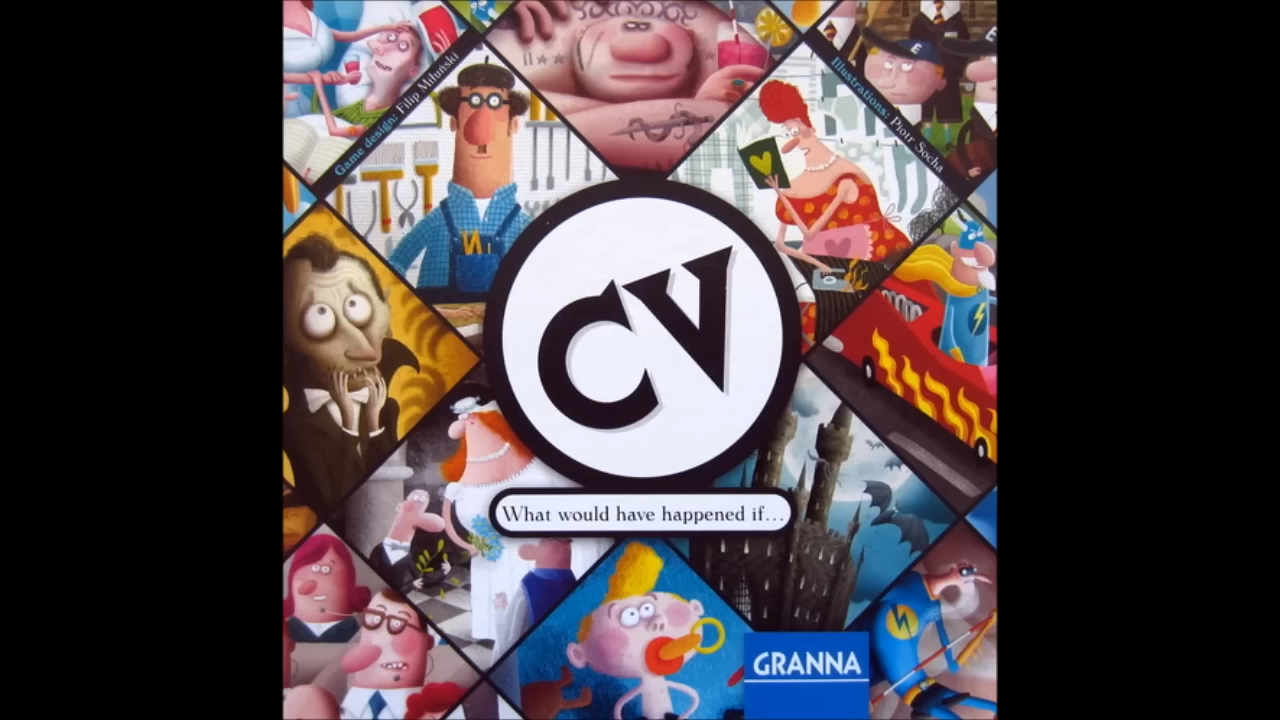 Game design: Filip Miłuński
Illustrations: Piotr Socha
E
E
CV
What would have happened if...
GRANNA